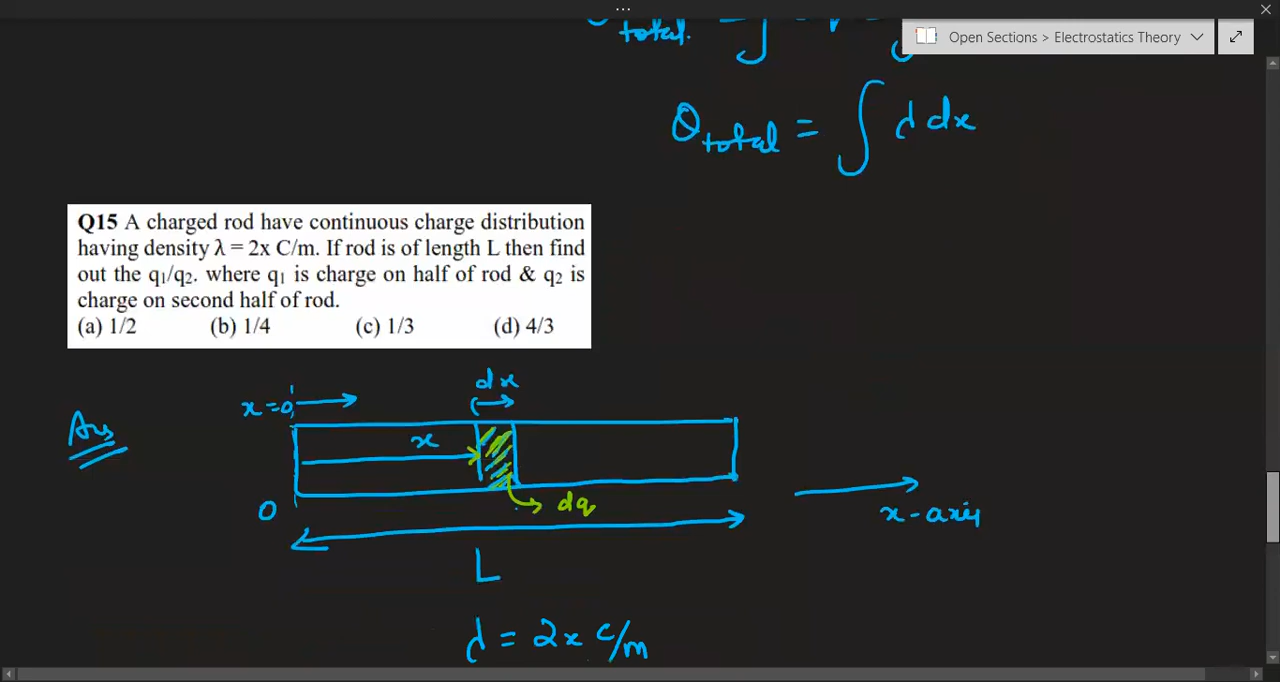 total.
Open Sections > Electrostatics Theory
Q total = ∫ λ dx
Q15 A charged rod have continuous charge distribution
having density λ = 2x C/m. If rod is of length L then find
out the q₁/q₂. where q₁ is charge on half of rod & q₂ is
charge on second half of rod.
(a) 1/2 (b) 1/4 (c) 1/3 (d) 4/3
dx
x=0
Ans
x
0
dq
x-axis
L
λ = 2x C/m